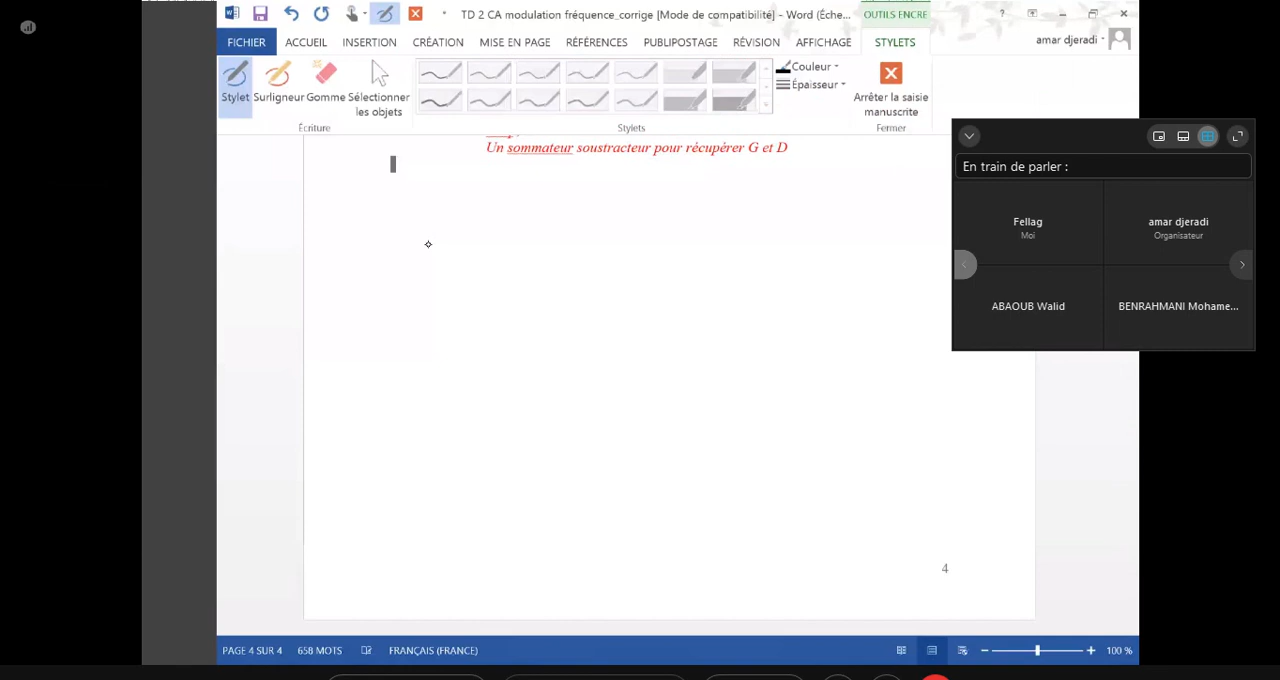 TD 2 CA modulation fréquence_corrige [Mode de compatibilité] - Word (Éche...
OUTILS ENCRE
?
FICHIER
ACCUEIL
INSERTION
CRÉATION
MISE EN PAGE
RÉFÉRENCES
PUBLIPOSTAGE
RÉVISION
AFFICHAGE
STYLETS
amar djeradi
Stylet
Surligneur
Gomme
Sélectionner
les objets
Couleur
Épaisseur
Arrêter la saisie
manuscrite
Écriture
Stylets
Fermer
Un sommateur soustracteur pour récupérer G et D
En train de parler :
Fellag
Moi
amar djeradi
Organisateur
ABAOUB Walid
BENRAHMANI Mohame...
4
PAGE 4 SUR 4
658 MOTS
FRANÇAIS (FRANCE)
100 %